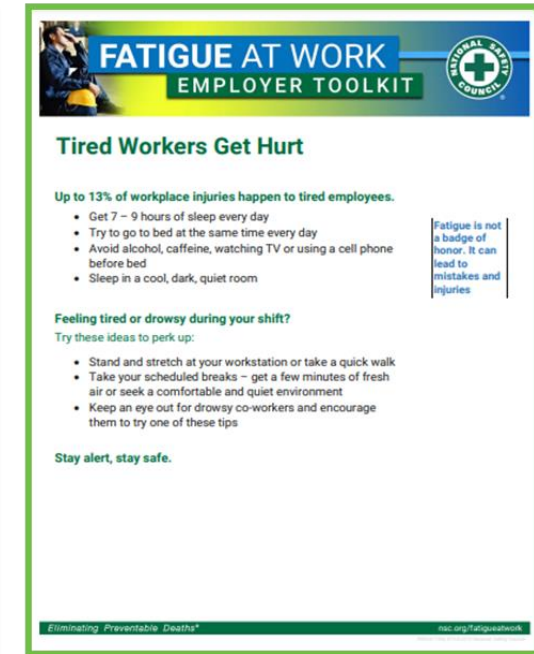 FATIGUE AT WORK
EMPLOYER TOOLKIT
NATIONAL SAFETY COUNCIL
Tired Workers Get Hurt
Up to 13% of workplace injuries happen to tired employees.
• Get 7 – 9 hours of sleep every day
• Try to go to bed at the same time every day
• Avoid alcohol, caffeine, watching TV or using a cell phone
before bed
• Sleep in a cool, dark, quiet room
Fatigue is not
a badge of
honor. It can
lead to
mistakes and
injuries
Feeling tired or drowsy during your shift?
Try these ideas to perk up:
• Stand and stretch at your workstation or take a quick walk
• Take your scheduled breaks – get a few minutes of fresh
air or seek a comfortable and quiet environment
• Keep an eye out for drowsy co-workers and encourage
them to try one of these tips
Stay alert, stay safe.
Eliminating Preventable Deaths®
nsc.org/fatigueatwork